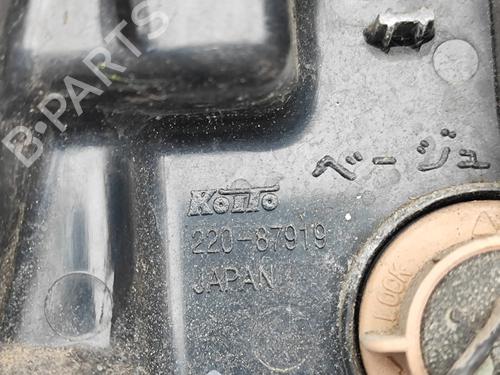 B-PARTS
ベージュ
KOITO
220-87919
JAPAN
LOCK